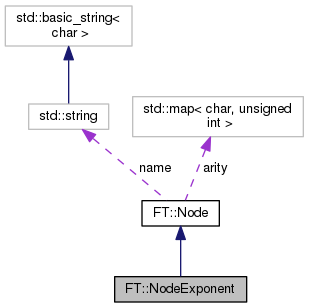 std::basic_string<
char >
std::string
std::map< char, unsigned
int >
name
arity
FT::Node
FT::NodeExponent